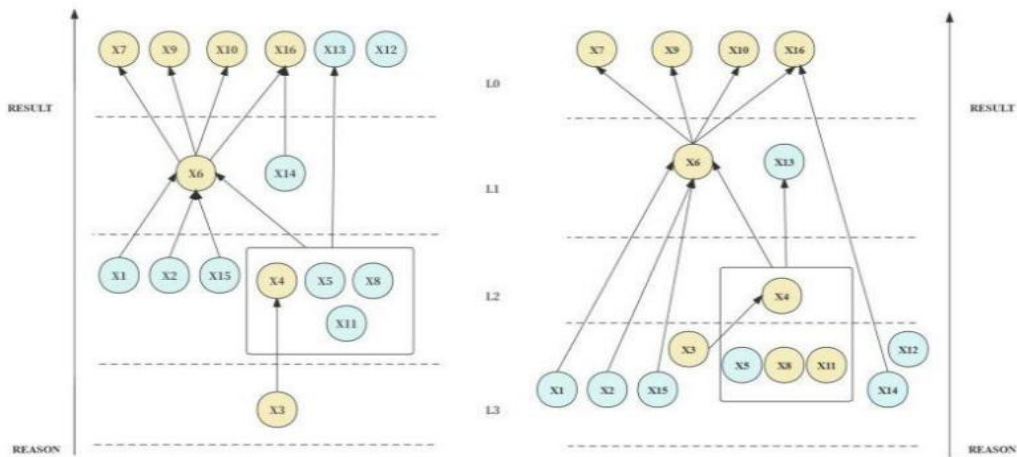 X7 X9 X10 X16 X13 X12
X7 X9 X10 X16
L0
RESULT
RESULT
X6 X14
X6 X13
L1
X1 X2 X15 X4 X5 X8
X11
L2
X4
X3 X12
X5 X8 X11
X1 X2 X15 X14
X3
L3
REASON
REASON